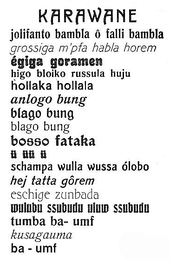 KARAWANE
jolifanto bambla ô falli bambla
grossiga m'pfa habla horem
égiga goramen
higo bloiko russula huju
hollaka hollala
anlogo bung
blago bung
blago bung
bosso fataka
ü üü ü
schampa wulla wussa ólobo
hej tatta gôrem
eschige zunbada
wulubu ssubudu uluw ssubudu
tumba ba- umf
kusagauma
ba - umf